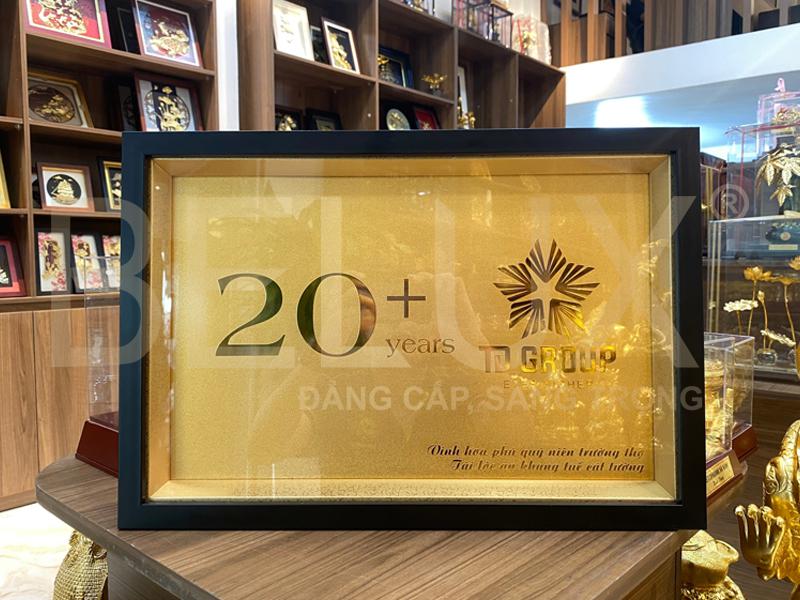 BELUX®
ĐẲNG CẤP, SANG TRỌNG
20+
years
TD GROUP
Vinh hoa phú quý niên trường thọ
Tài lộc an khang tuế cát tường